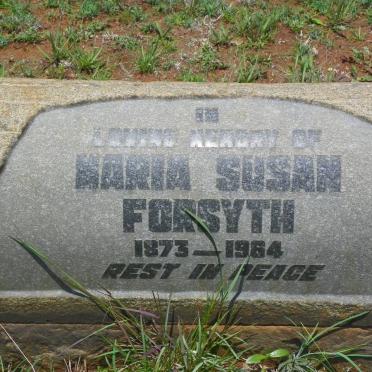 IN
LOVING MEMORY OF
MARIA SUSAN
FORSYTH
1873 — 1964
REST IN PEACE